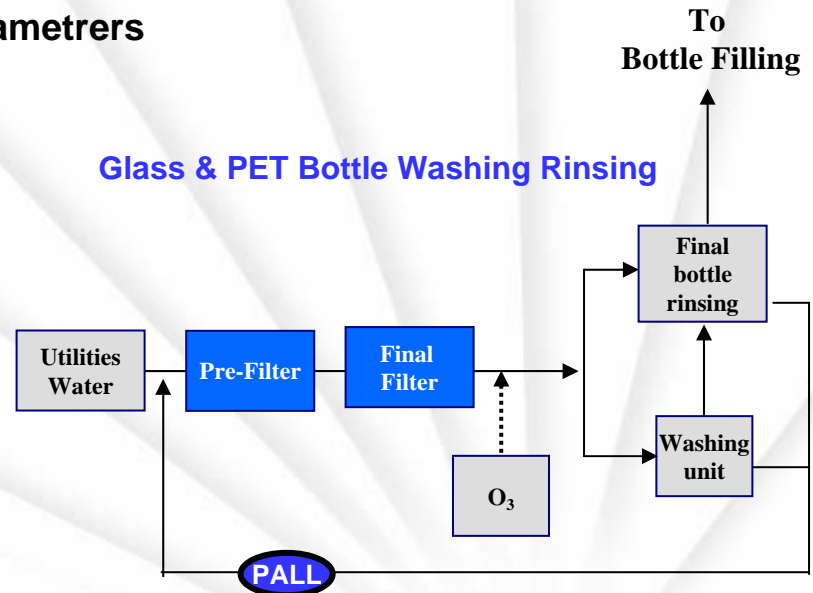 ametrers
To
Bottle Filling
Glass & PET Bottle Washing Rinsing
Final
bottle
rinsing
Utilities
Water
Pre-Filter
Final
Filter
Washing
unit
O₃
PALL